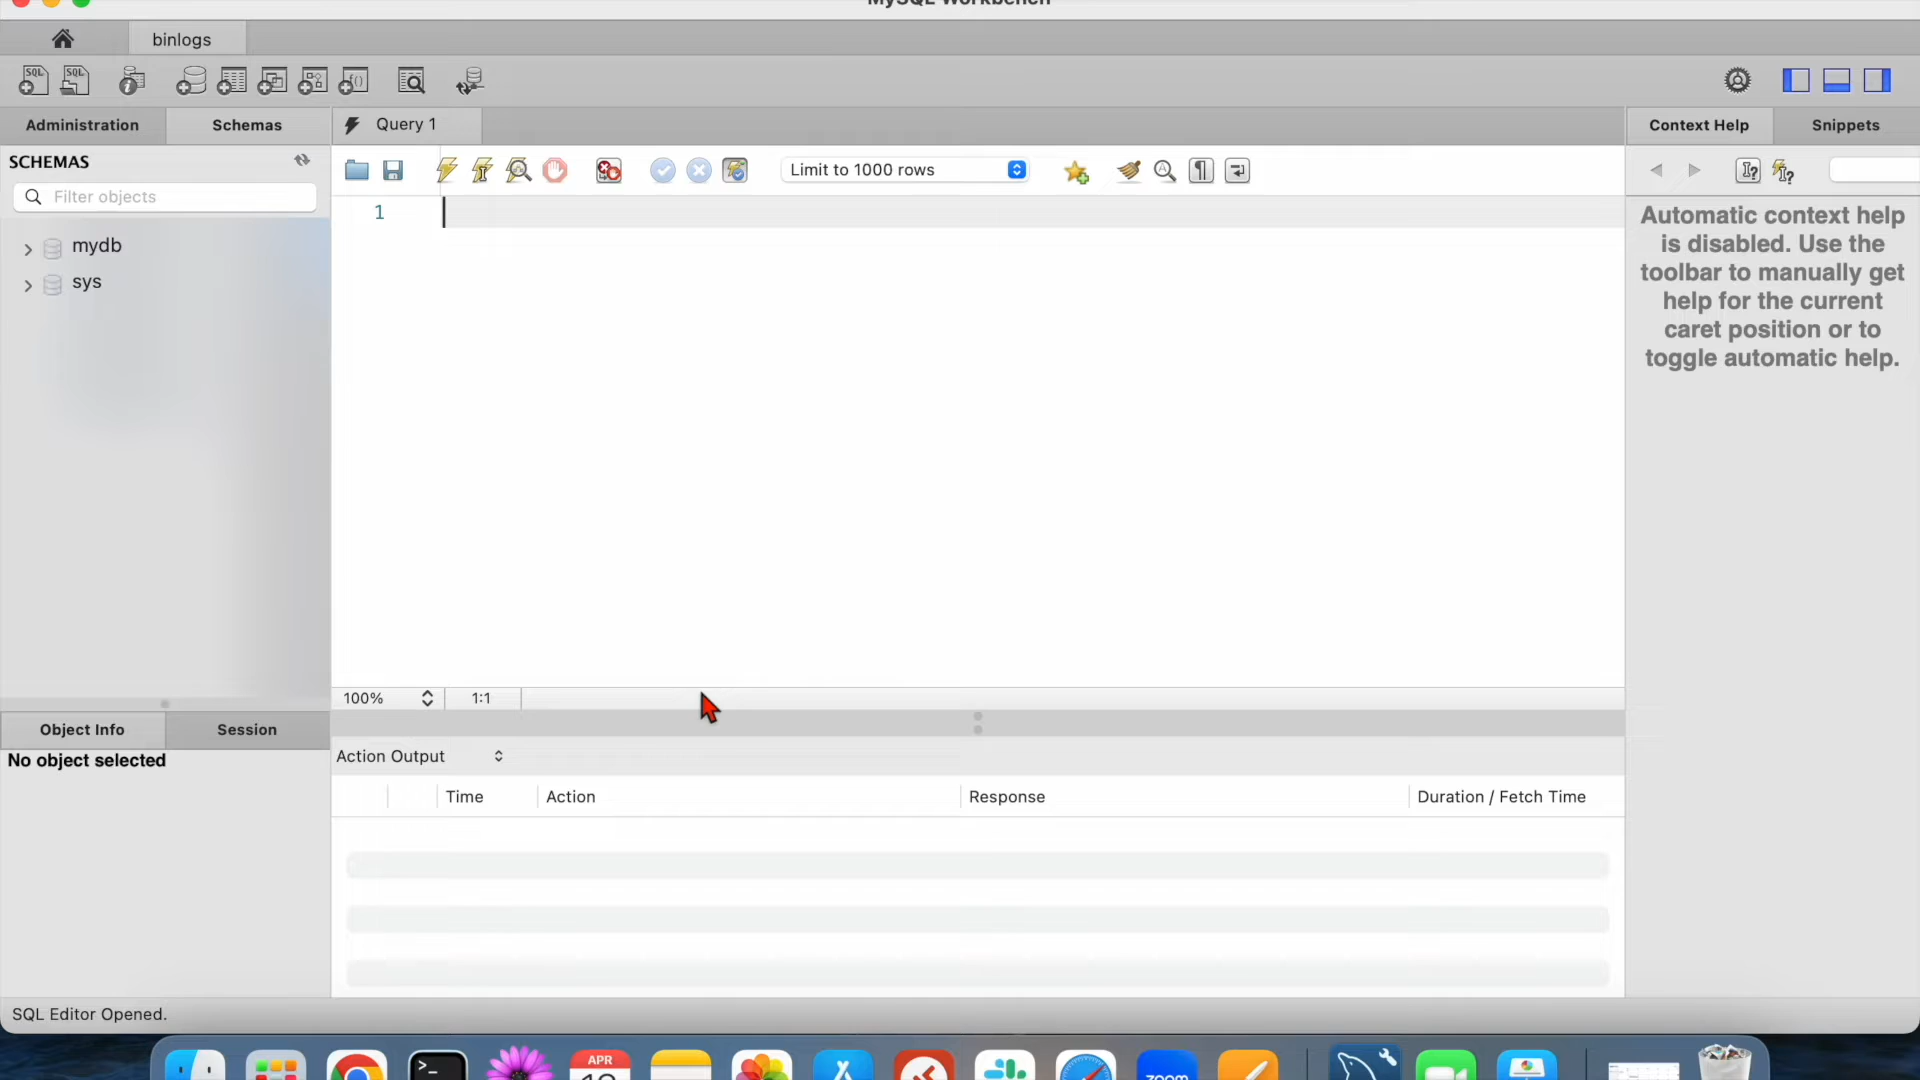 MySQL Workbench
binlogs
Administration
Schemas
Query 1
Context Help
Snippets
SCHEMAS
Filter objects
Limit to 1000 rows
1
mydb
sys
Automatic context help
is disabled. Use the
toolbar to manually get
help for the current
caret position or to
toggle automatic help.
100%
1:1
Object Info
Session
No object selected
Action Output
Time
Action
Response
Duration / Fetch Time
SQL Editor Opened.
APR
zoom